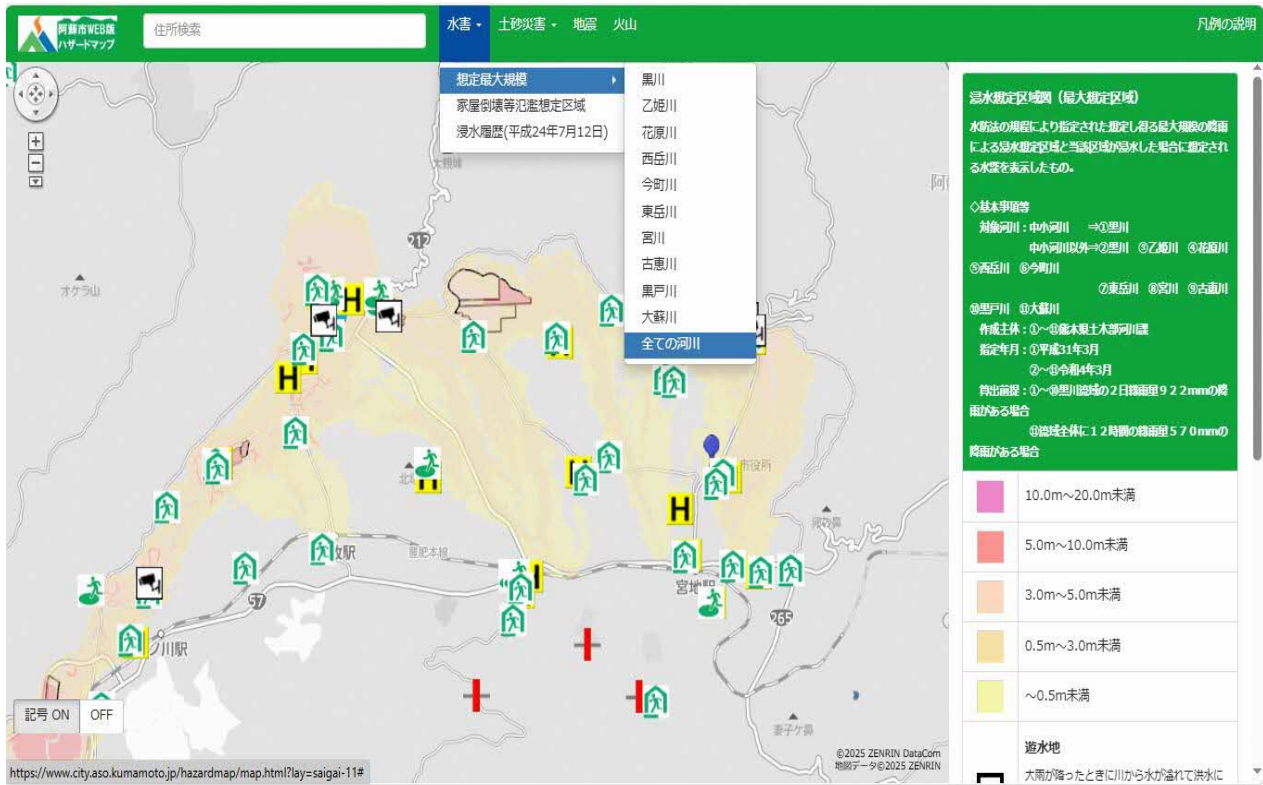 阿蘇市WEB版
ハザードマップ
住所検索
水害
土砂災害
地震
火山
凡例の説明
想定最大規模
家屋倒壊等氾濫想定区域
浸水履歴(平成24年7月12日)
黒川
乙姫川
花原川
西岳川
今町川
東岳川
宮川
古恵川
黒戸川
大蘇川
全ての河川
212
オケラ山
H
H
H
市役所
豊肥本線
牧駅
宮地駅
57
265
ノ川駅
妻子ケ鼻
記号 ON
OFF
©2025 ZENRIN DataCom
地図データ©2025 ZENRIN
https://www.city.aso.kumamoto.jp/hazardmap/map.html?lay=saigai-11#
浸水想定区域図（最大想定区域）
水防法の規程により指定された想定し得る最大規模の降雨
による浸水想定区域と当該区域が浸水した場合に想定され
る水深を表示したもの。
◇基本事項等
対象河川：中小河川　⇒①黒川
中小河川以外⇒②黒川　③乙姫川　④花原川
⑤西岳川　⑥今町川
⑦東岳川　⑧宮川　⑨古恵川
⑩黒戸川　⑪大蘇川
作成主体：①～⑪熊本県土木部河川課
指定年月：①平成31年3月
②～⑪令和4年3月
算出前提：①～⑩黒川流域の２日総雨量９２２mmの降
雨がある場合
⑪流域全体に１２時間の総雨量５７０mmの
降雨がある場合
10.0m～20.0m未満
5.0m～10.0m未満
3.0m～5.0m未満
0.5m～3.0m未満
～0.5m未満
遊水地
大雨が降ったときに川から水が溢れて洪水に